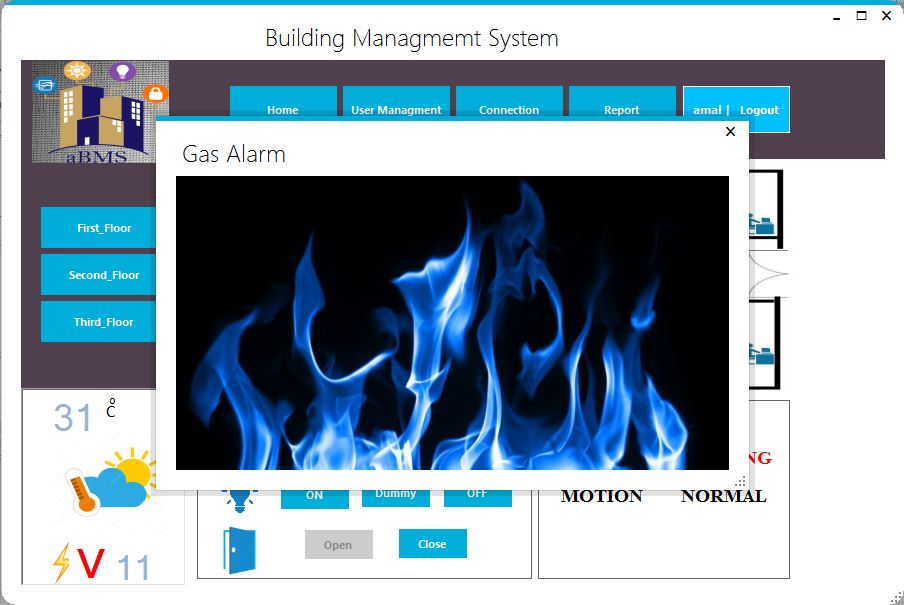 Building Managmemt System
aBMS
Home
User Managment
Connection
Report
amal | Logout
Gas Alarm
First_Floor
Second_Floor
Third_Floor
31 °C
V 11
ON
Dummy
OFF
Open
Close
MOTION
NORMAL